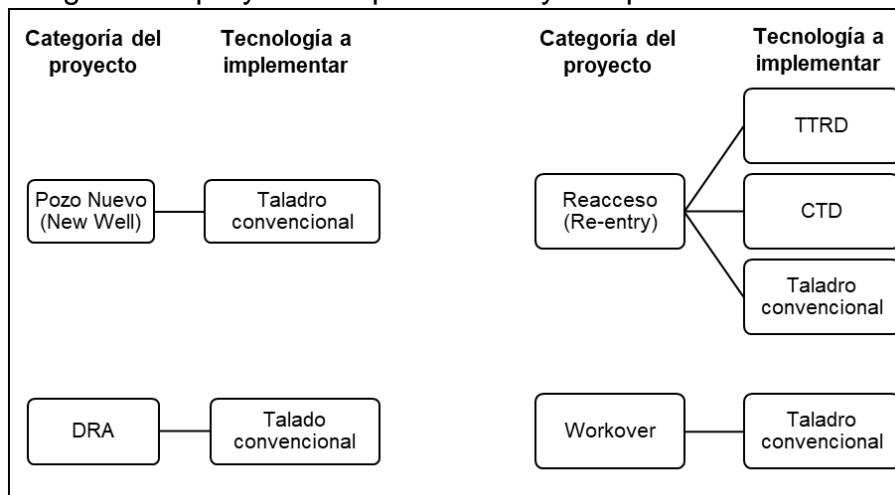 Categoría del
proyecto
Tecnología a
implementar
Pozo Nuevo
(New Well)
Taladro
convencional
DRA
Talado
convencional
Categoría del
proyecto
Tecnología a
implementar
Reacceso
(Re-entry)
TTRD
CTD
Taladro
convencional
Workover
Taladro
convencional